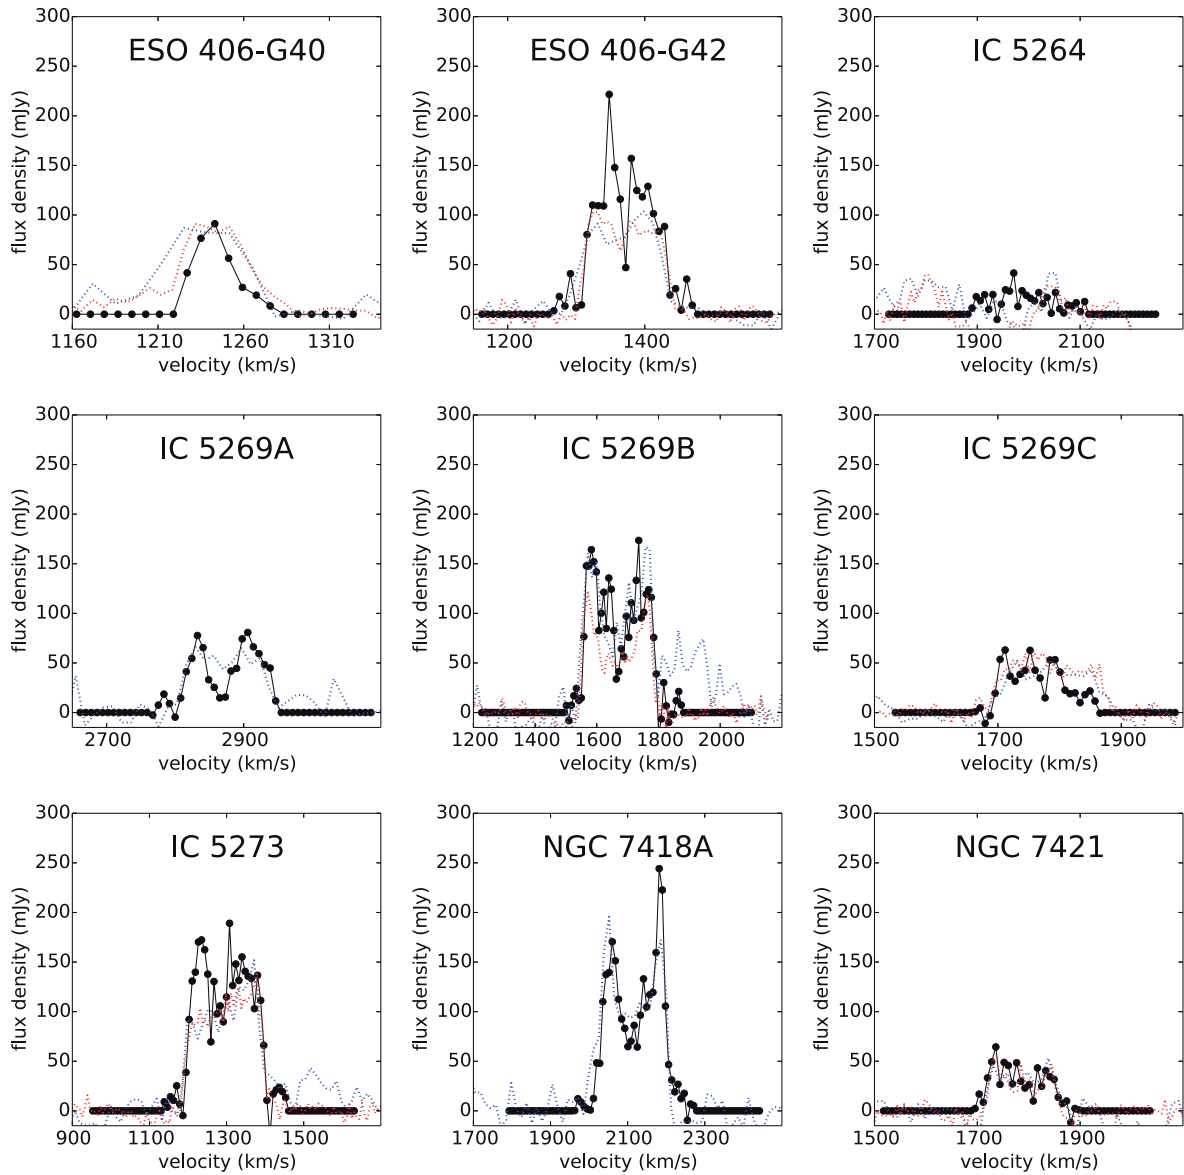 ESO 406-G40
300
250
200
150
100
50
0
flux density (mJy)
1160 1210 1260 1310
velocity (km/s)
ESO 406-G42
300
250
200
150
100
50
0
flux density (mJy)
1200 1400
velocity (km/s)
IC 5264
300
250
200
150
100
50
0
flux density (mJy)
1700 1900 2100
velocity (km/s)
IC 5269A
300
250
200
150
100
50
0
flux density (mJy)
2700 2900
velocity (km/s)
IC 5269B
300
250
200
150
100
50
0
flux density (mJy)
1200 1400 1600 1800 2000
velocity (km/s)
IC 5269C
300
250
200
150
100
50
0
flux density (mJy)
1500 1700 1900
velocity (km/s)
IC 5273
300
250
200
150
100
50
0
flux density (mJy)
900 1100 1300 1500
velocity (km/s)
NGC 7418A
300
250
200
150
100
50
0
flux density (mJy)
1700 1900 2100 2300
velocity (km/s)
NGC 7421
300
250
200
150
100
50
0
flux density (mJy)
1500 1700 1900
velocity (km/s)